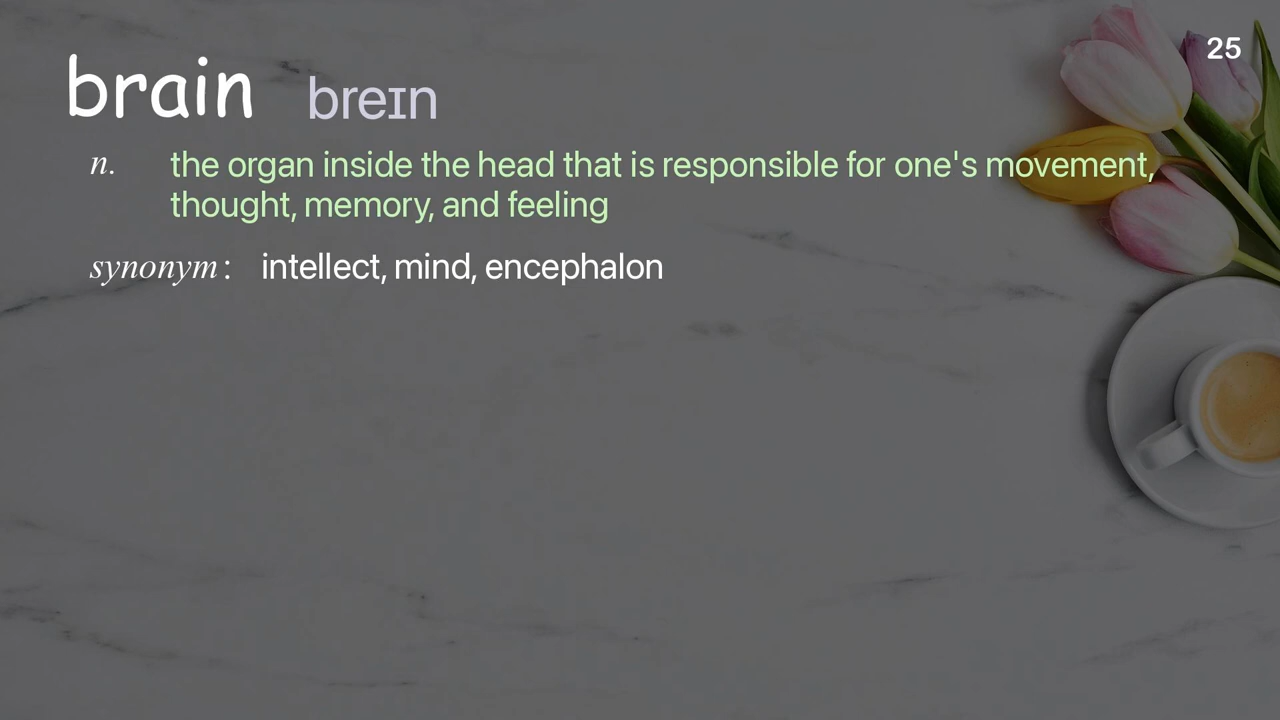 25
brain breɪn
n. the organ inside the head that is responsible for one's movement,
thought, memory, and feeling
synonym: intellect, mind, encephalon